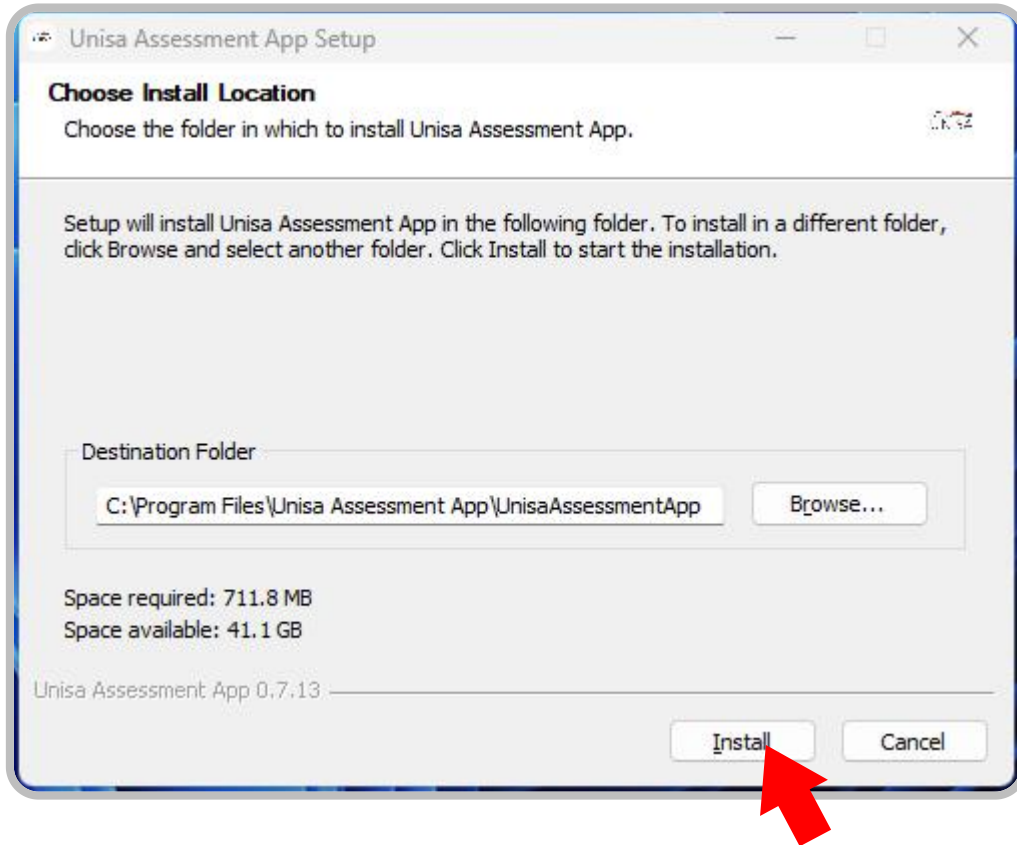 Unisa Assessment App Setup
Choose Install Location
Choose the folder in which to install Unisa Assessment App.
Setup will install Unisa Assessment App in the following folder. To install in a different folder,
click Browse and select another folder. Click Install to start the installation.
Destination Folder
C:\Program Files\Unisa Assessment App\UnisaAssessmentApp
Browse...
Space required: 711.8 MB
Space available: 41.1 GB
Unisa Assessment App 0.7.13
Install
Cancel